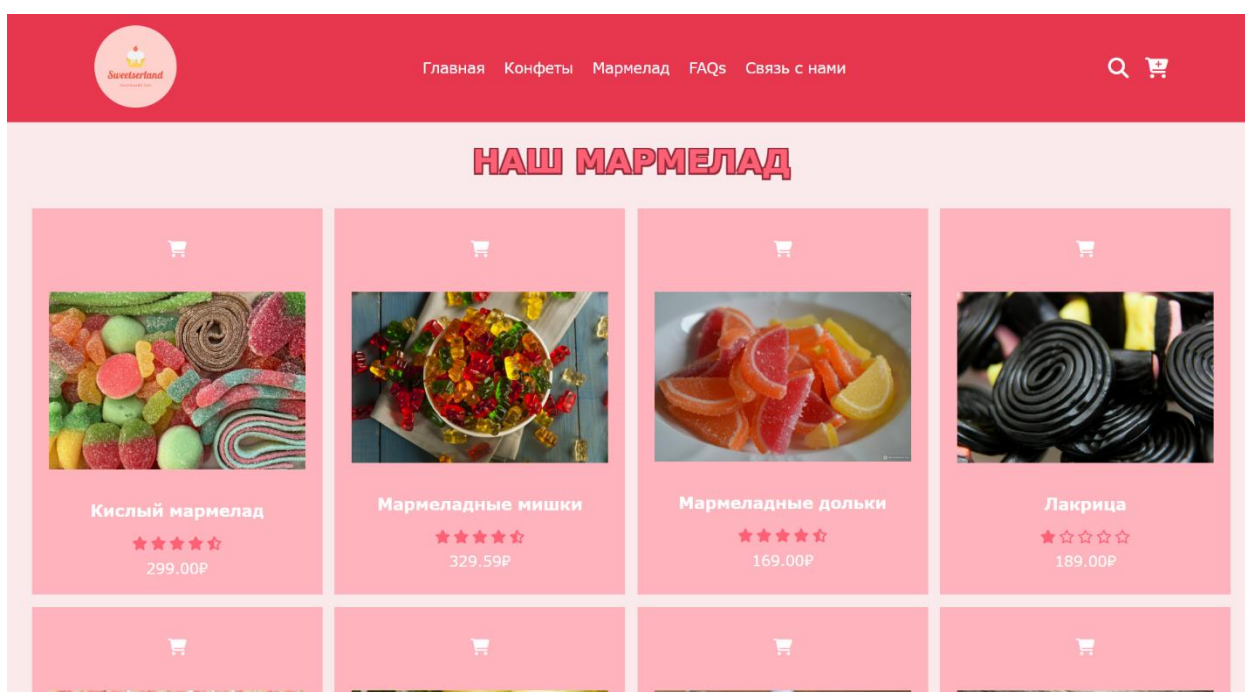 Sweetserland
Главная Конфеты Мармелад FAQs Связь с нами
НАШ МАРМЕЛАД
Кислый мармелад
299.00₽
Мармеладные мишки
329.59₽
Мармеладные дольки
169.00₽
Лакрица
189.00₽